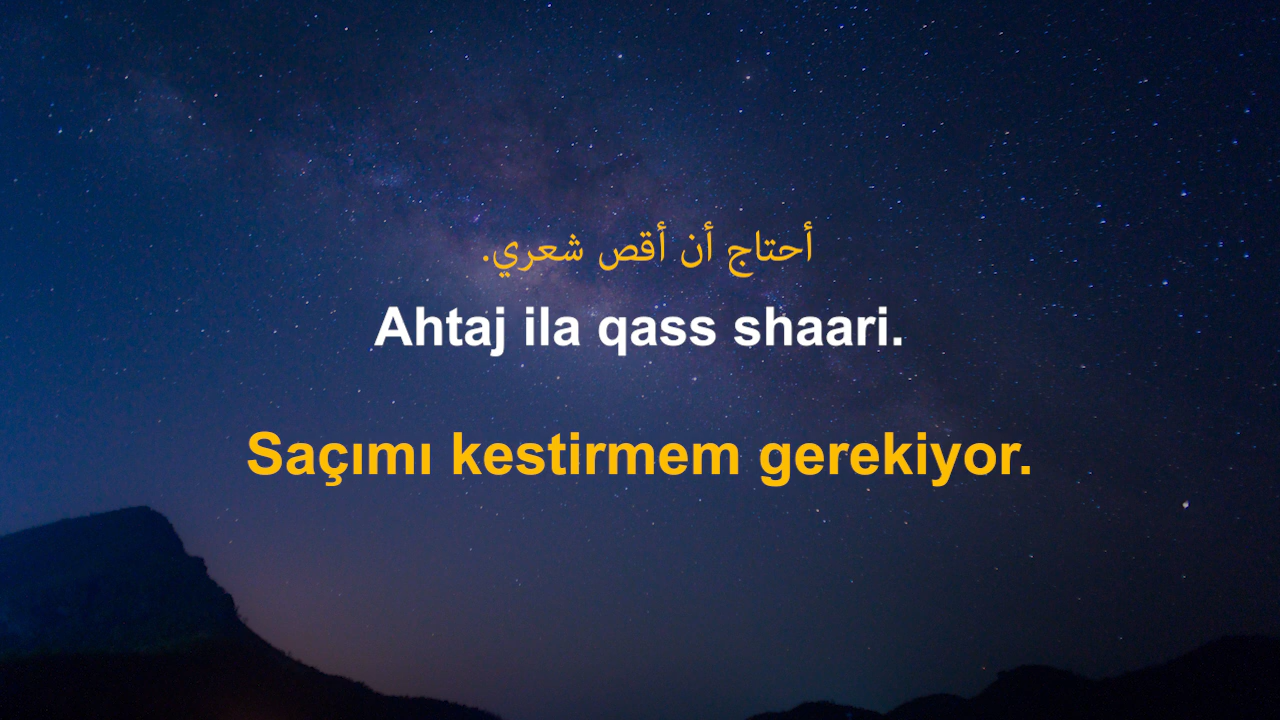 أحتاج أن أقص شعري.
Ahtaj ila qass shaari.
Saçımı kestirmem gerekiyor.